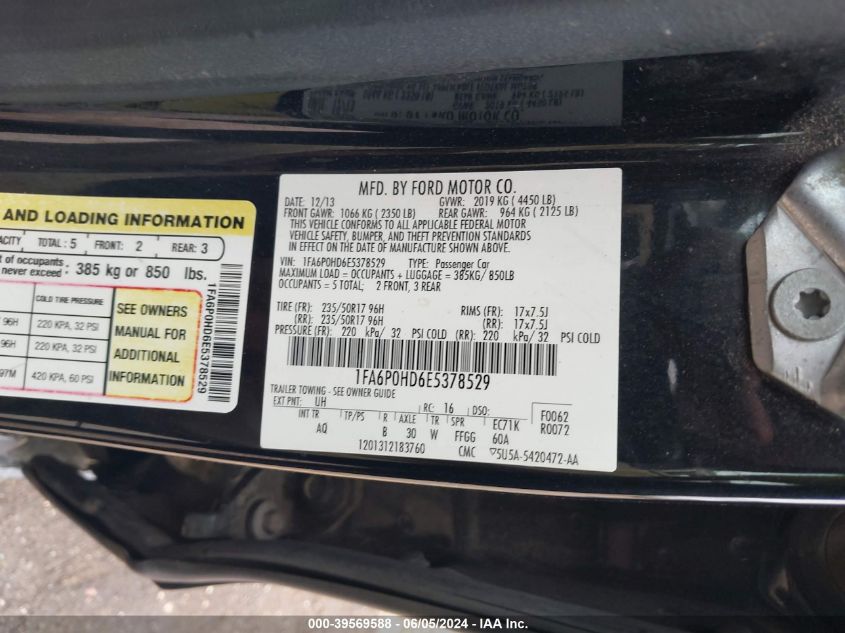 MFD. BY FORD MOTOR CO.
DATE: 12/13 GVWR: 2019 KG ( 4450 LB)
FRONT GAWR: 1066 KG ( 2350 LB) REAR GAWR: 964 KG ( 2125 LB)
THIS VEHICLE CONFORMS TO ALL APPLICABLE FEDERAL MOTOR
VEHICLE SAFETY, BUMPER, AND THEFT PREVENTION STANDARDS
IN EFFECT ON THE DATE OF MANUFACTURE SHOWN ABOVE.
VIN: 1FA6P0HD6E5378529 TYPE: Passenger Car
MAXIMUM LOAD = OCCUPANTS + LUGGAGE = 385KG/ 850LB
OCCUPANTS = 5 TOTAL: 2 FRONT, 3 REAR
TIRE (FR): 235/50R17 96H RIMS (FR): 17x7.5J
(RR): 235/50R17 96H (RR): 17x7.5J
PRESSURE (FR): 220 kPa/ 32 PSI COLD (RR): 220 kPa/ 32 PSI COLD
1FA6P0HD6E5378529
TRAILER TOWING - SEE OWNER GUIDE
EXT PNT: UH RC: 16 DSO: F0062
INT TR TP/PS R AXLE TR SPR EC71K R0072
AQ B 30 W FFGG 60A
1201312183760 CMC ▽5U5A-5420472-AA
AND LOADING INFORMATION
ACITY TOTAL : 5 FRONT: 2 REAR: 3
t of occupants
never exceed : 385 kg or 850 lbs.
COLD TIRE PRESSURE
96H 220 KPA, 32 PSI
96H 220 KPA, 32 PSI
97M 420 KPA, 60 PSI
SEE OWNERS
MANUAL FOR
ADDITIONAL
INFORMATION
1FA6P0HD6E5378529
000-39569588 - 06/05/2024 - IAA, Inc.